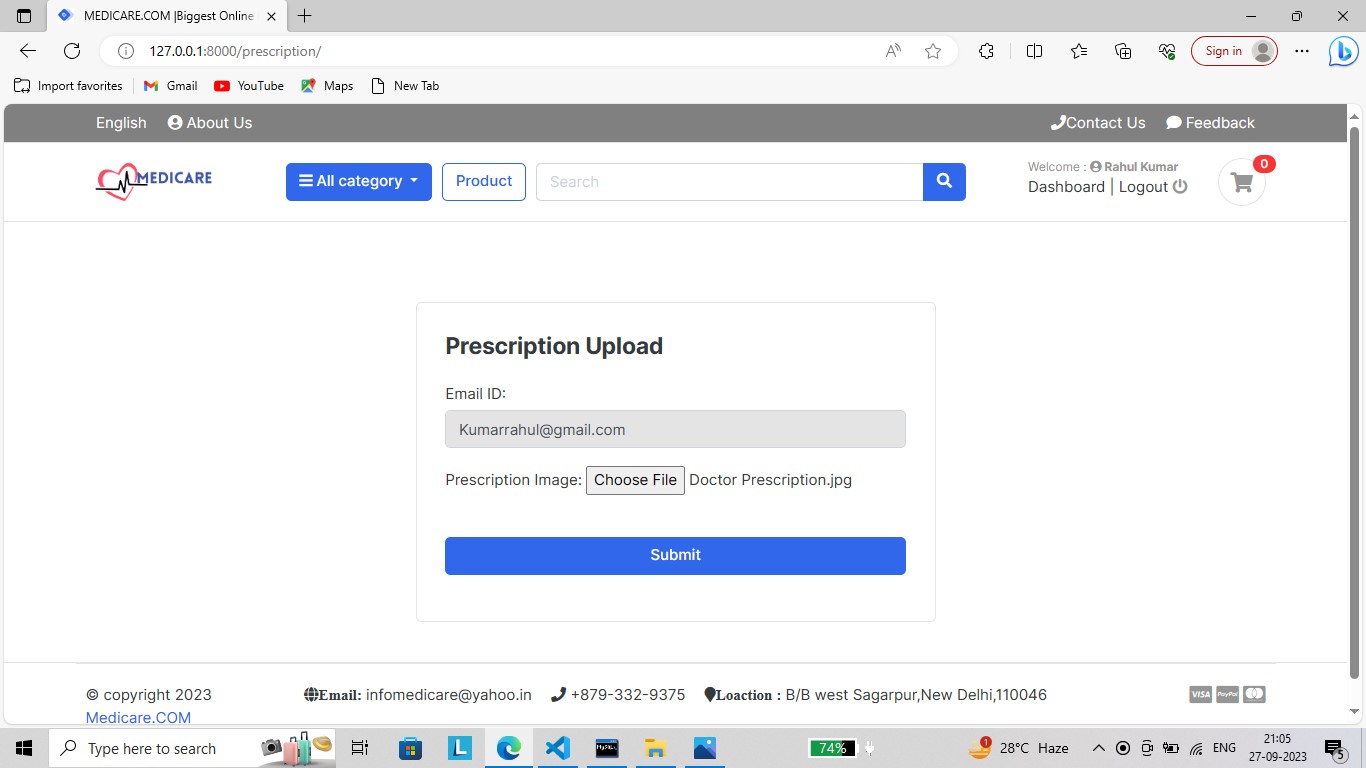 MEDICARE.COM |Biggest Online
127.0.0.1:8000/prescription/
Sign in
Import favorites Gmail YouTube Maps New Tab
English About Us Contact Us Feedback
MEDICARE All category Product Search Welcome : Rahul Kumar 0
Dashboard | Logout
Prescription Upload
Email ID:
Kumarrahul@gmail.com
Prescription Image: Choose File Doctor Prescription.jpg
Submit
© copyright 2023 Email: infomedicare@yahoo.in +879-332-9375 Loaction : B/B west Sagarpur,New Delhi,110046 VISA PayPal
Medicare.COM
Type here to search 74% 1 28°C Haze ENG 21:05
27-09-2023 5